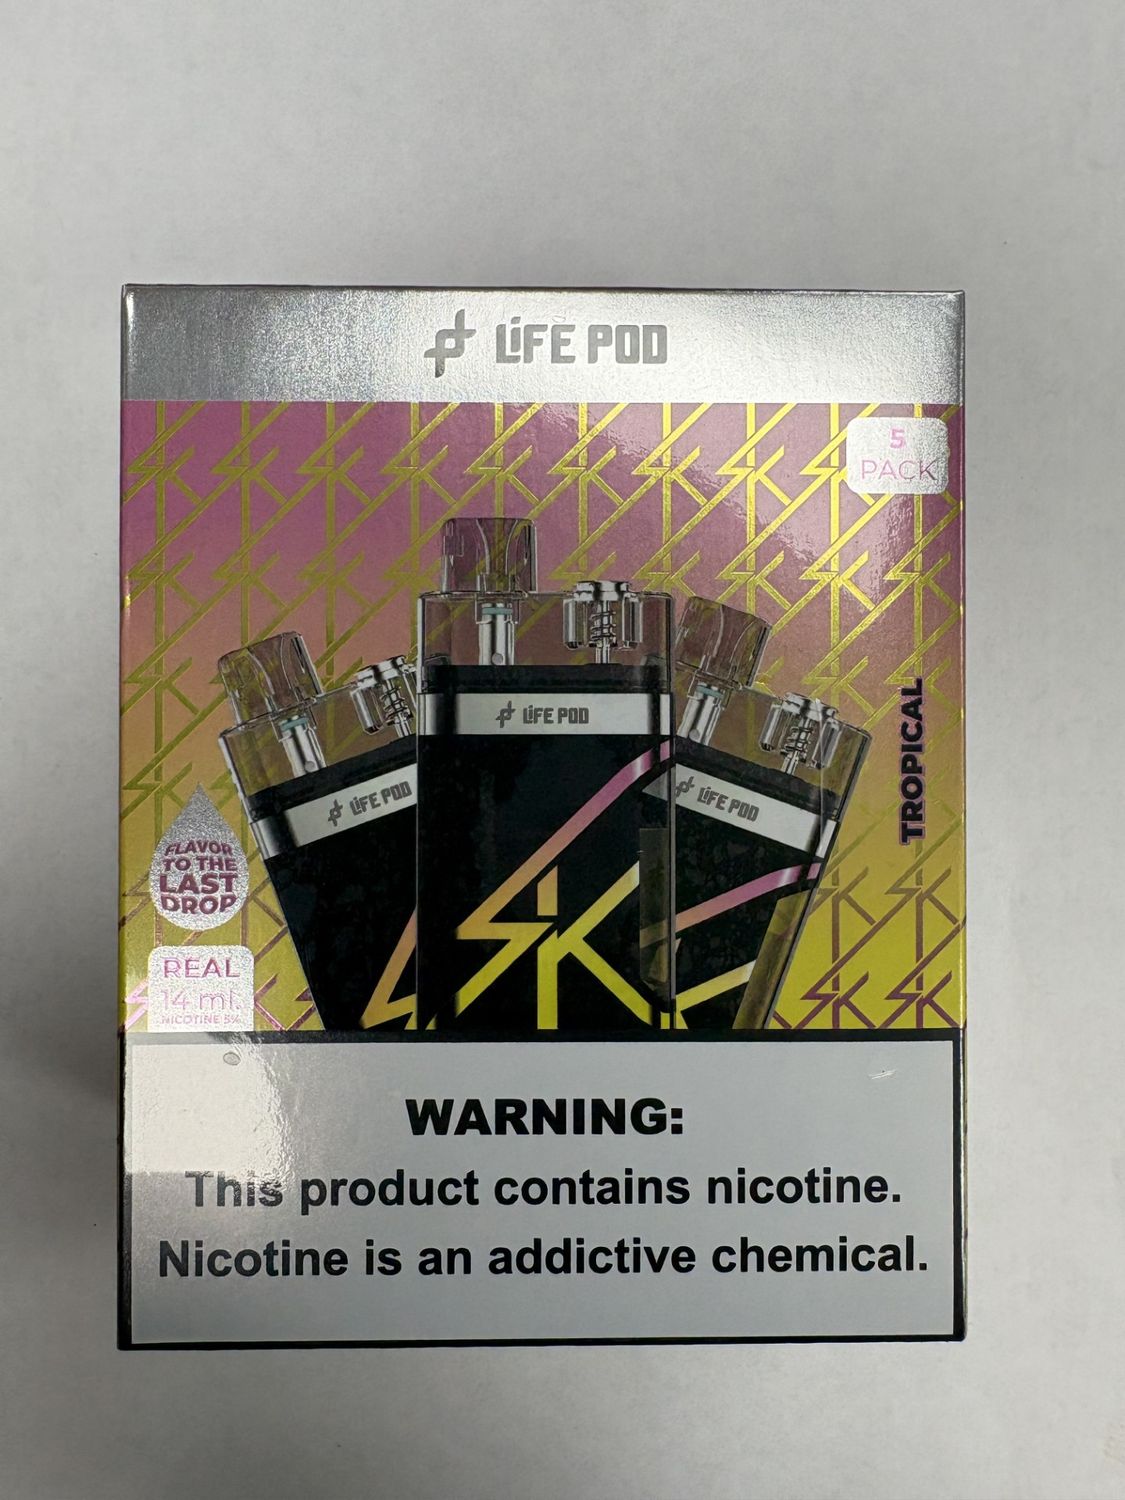 LiFE POD
5
PACK
LiFE POD
LiFE POD
LiFE POD
SK
TROPICAL
FLAVOR
TO THE
LAST
DROP
REAL
14 ml.
NICOTINE 5%
WARNING:
This product contains nicotine.
Nicotine is an addictive chemical.